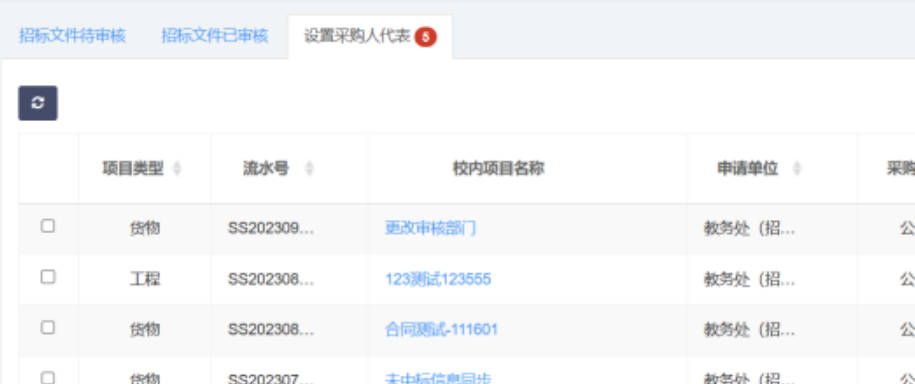 招标文件待审核 招标文件已审核 设置采购人代表 5
项目类型 流水号 校内项目名称 申请单位 采购
货物 SS202309... 更改审核部门 教务处（招... 公
工程 SS202308... 123测试123555 教务处（招... 公
货物 SS202308... 合同测试-111601 教务处（招... 公
货物 SS202307... 未中标信息同步 教务处（招... 公